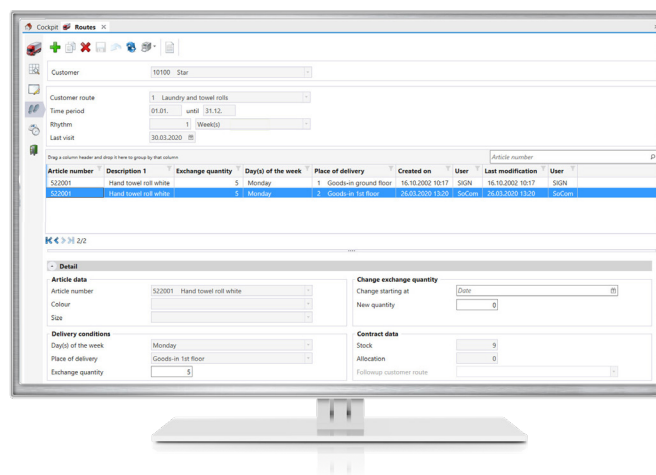 Cockpit Routes
Customer 10100 Star
Customer route 1 Laundry and towel rolls
Time period 01.01. until 31.12.
Rhythm 1 Week(s)
Last visit 30.03.2020
Drag a column header and drop it here to group by that column Article number
Article number Description 1 Exchange quantity Day(s) of the week Place of delivery Created on User Last modification User
522001 Hand towel roll white 5 Monday 1 Goods-in ground floor 16.10.2002 10:17 SIGN 16.10.2002 10:17 SIGN
522001 Hand towel roll white 5 Monday 2 Goods-in 1st floor 26.03.2020 13:20 SoCom 26.03.2020 13:20 SoCom
2/2
- Detail
Article data Change exchange quantity
Article number 522001 Hand towel roll white Change starting at Date
Colour New quantity 0
Size
Delivery conditions Contract data
Day(s) of the week Monday Stock 9
Place of delivery Goods-in 1st floor Allocation 0
Exchange quantity 5 Followup customer route